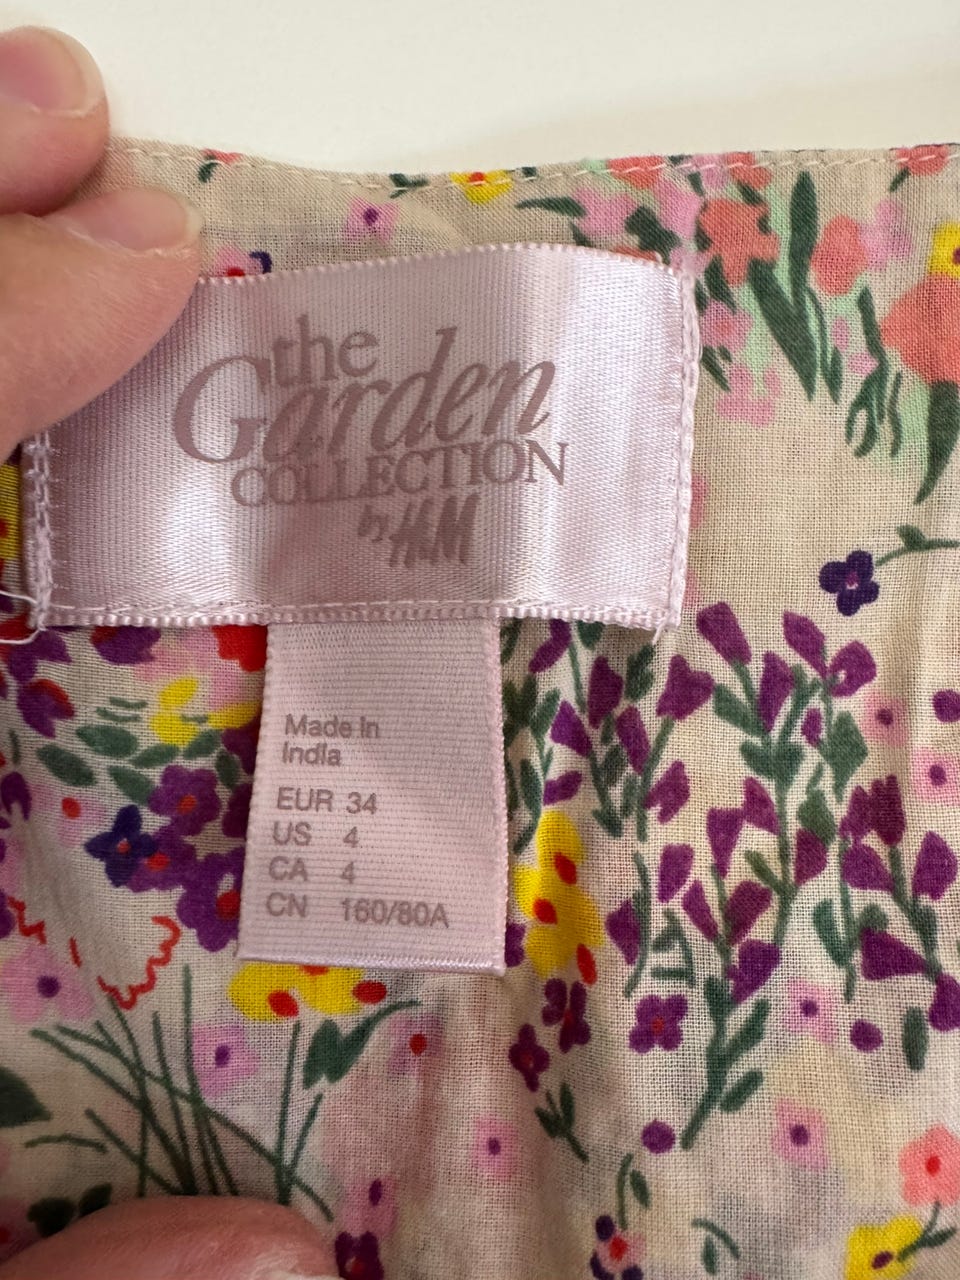 the
Garden
COLLECTION
by H&M
Made in
India
EUR 34
US 4
CA 4
CN 160/80A